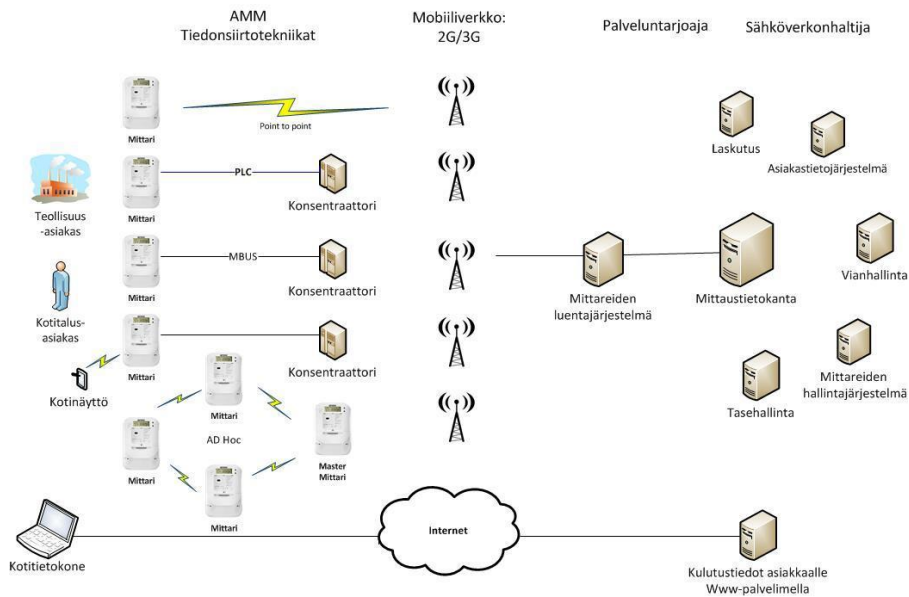 AMM
Tiedonsiirtotekniikat
Mobiiliverkko:
2G/3G
Palveluntarjoaja
Sähköverkonhaltija
Mittari
Point to point
Laskutus
Asiakastietojärjestelmä
Teollisuus
-asiakas
Mittari
PLC
Konsentraattori
Kotitalus-
asiakas
Mittari
MBUS
Konsentraattori
Mittareiden
luentajärjestelmä
Mittaustietokanta
Vianhallinta
Mittari
Konsentraattori
Kotinäyttö
Mittari
AD Hoc
Mittari
Master
Mittari
Mittari
Tasehallinta
Mittareiden
hallintajärjestelmä
Kotitietokone
Internet
Kulutustiedot asiakkaalle
Www-palvelimella